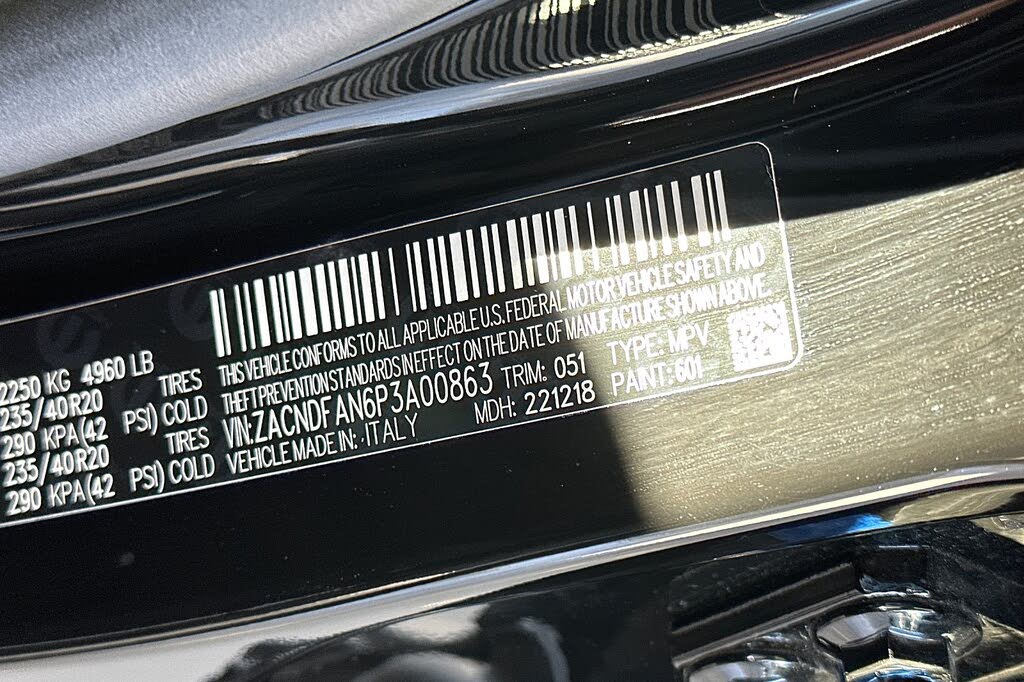 2250 KG 4960 LB
235/40R20 TIRES
290 KPA(42 PSI) COLD
235/40R20 TIRES
290 KPA(42 PSI) COLD
THIS VEHICLE CONFORMS TO ALL APPLICABLE U.S. FEDERAL MOTOR VEHICLE SAFETY AND
THEFT PREVENTION STANDARDS IN EFFECT ON THE DATE OF MANUFACTURE SHOWN ABOVE.
VIN:ZACNDFAN6P3A00863 TRIM: 051 TYPE: MPV
VEHICLE MADE IN: ITALY MDH: 221218 PAINT: 601